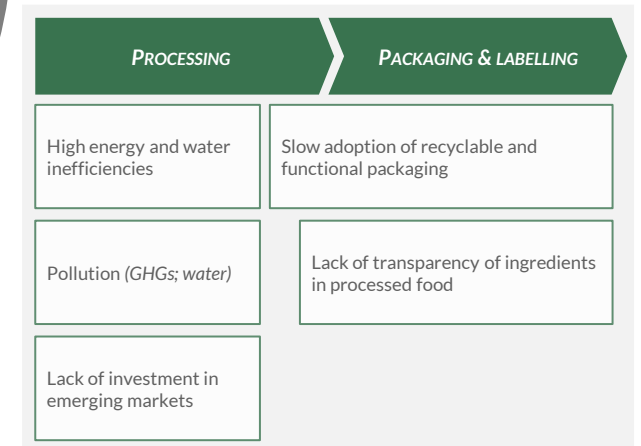 PROCESSING
PACKAGING & LABELLING
High energy and water
inefficiencies
Slow adoption of recyclable and
functional packaging
Pollution (GHGs; water)
Lack of transparency of ingredients
in processed food
Lack of investment in
emerging markets